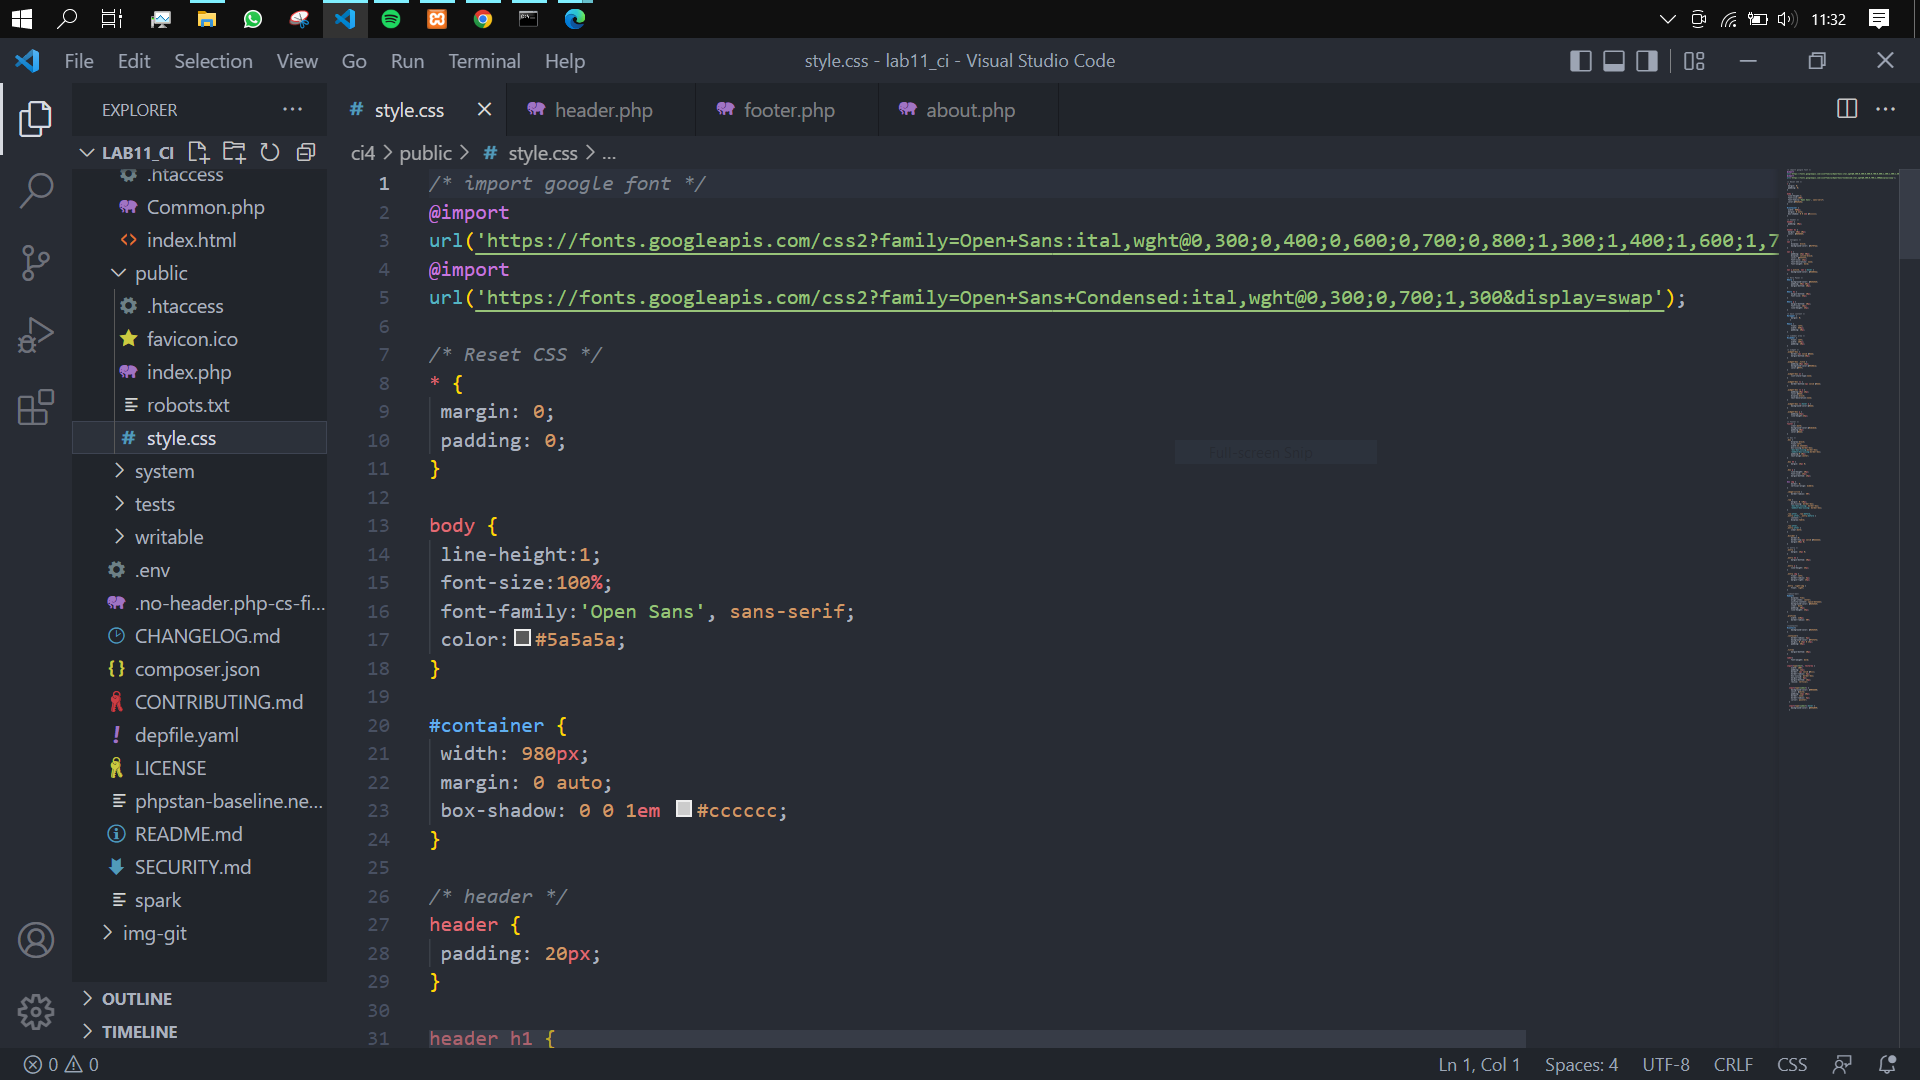 11:32
File Edit Selection View Go Run Terminal Help
style.css - lab11_ci - Visual Studio Code
EXPLORER
style.css
header.php
footer.php
about.php
LAB11_CI
ci4 > public > # style.css > ...
.htaccess
Common.php
index.html
public
.htaccess
favicon.ico
index.php
robots.txt
style.css
system
tests
writable
.env
.no-header.php-cs-fi...
CHANGELOG.md
composer.json
CONTRIBUTING.md
depfile.yaml
LICENSE
phpstan-baseline.ne...
README.md
SECURITY.md
spark
img-git
OUTLINE
TIMELINE
1 /* import google font */
2 @import
3 url('https://fonts.googleapis.com/css2?family=Open+Sans:ital,wght@0,300;0,400;0,600;0,700;0,800;1,300;1,400;1,600;1,7
4 @import
5 url('https://fonts.googleapis.com/css2?family=Open+Sans+Condensed:ital,wght@0,300;0,700;1,300&display=swap');
6
7 /* Reset CSS */
8 * {
9 margin: 0;
10 padding: 0;
11 }
12
13 body {
14 line-height:1;
15 font-size:100%;
16 font-family:'Open Sans', sans-serif;
17 color:#5a5a5a;
18 }
19
20 #container {
21 width: 980px;
22 margin: 0 auto;
23 box-shadow: 0 0 1em #cccccc;
24 }
25
26 /* header */
27 header {
28 padding: 20px;
29 }
30
31 header h1 {
Full-screen Snip
0 0
Ln 1, Col 1 Spaces: 4 UTF-8 CRLF CSS